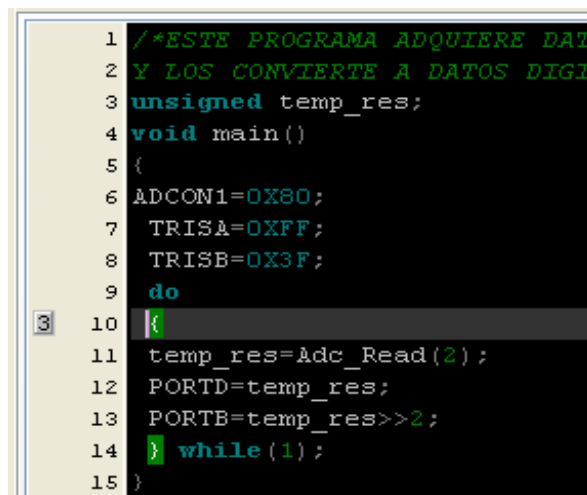 1 /*ESTE PROGRAMA ADQUIERE DAT
2 Y LOS CONVIERTE A DATOS DIGI
3 unsigned temp_res;
4 void main()
5 {
6 ADCON1=0X80;
7 TRISA=0XFF;
8 TRISB=0X3F;
9 do
3 10 {
11 temp_res=Adc_Read(2);
12 PORTD=temp_res;
13 PORTB=temp_res>>2;
14 } while(1);
15 }